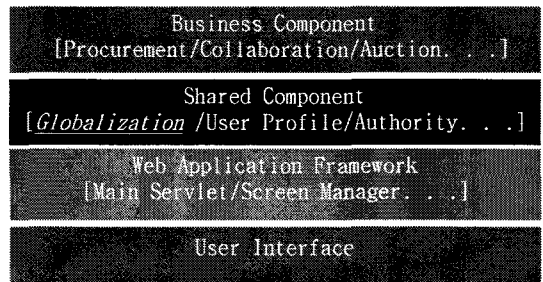 Business Component
[Procurement/Collaboration/Auction. . .]
Shared Component
[Globalization /User Profile/Authority. . .]
Web Application Framework
[Main Servlet/Screen Manager. . .]
User Interface